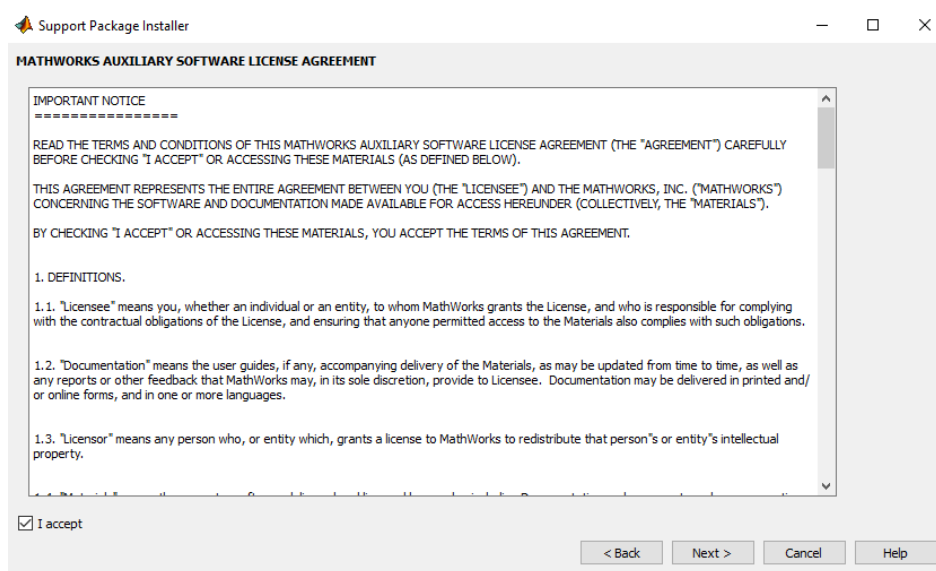 Support Package Installer
MATHWORKS AUXILIARY SOFTWARE LICENSE AGREEMENT
IMPORTANT NOTICE
================
READ THE TERMS AND CONDITIONS OF THIS MATHWORKS AUXILIARY SOFTWARE LICENSE AGREEMENT (THE "AGREEMENT") CAREFULLY
BEFORE CHECKING "I ACCEPT" OR ACCESSING THESE MATERIALS (AS DEFINED BELOW).
THIS AGREEMENT REPRESENTS THE ENTIRE AGREEMENT BETWEEN YOU (THE "LICENSEE") AND THE MATHWORKS, INC. ("MATHWORKS")
CONCERNING THE SOFTWARE AND DOCUMENTATION MADE AVAILABLE FOR ACCESS HEREUNDER (COLLECTIVELY, THE "MATERIALS").
BY CHECKING "I ACCEPT" OR ACCESSING THESE MATERIALS, YOU ACCEPT THE TERMS OF THIS AGREEMENT.
1. DEFINITIONS.
1.1. "Licensee" means you, whether an individual or an entity, to whom MathWorks grants the License, and who is responsible for complying
with the contractual obligations of the License, and ensuring that anyone permitted access to the Materials also complies with such obligations.
1.2. "Documentation" means the user guides, if any, accompanying delivery of the Materials, as may be updated from time to time, as well as
any reports or other feedback that MathWorks may, in its sole discretion, provide to Licensee.  Documentation may be delivered in printed and/
or online forms, and in one or more languages.
1.3. "Licensor" means any person who, or entity which, grants a license to MathWorks to redistribute that person"s or entity"s intellectual
property.
I accept
< Back
Next >
Cancel
Help